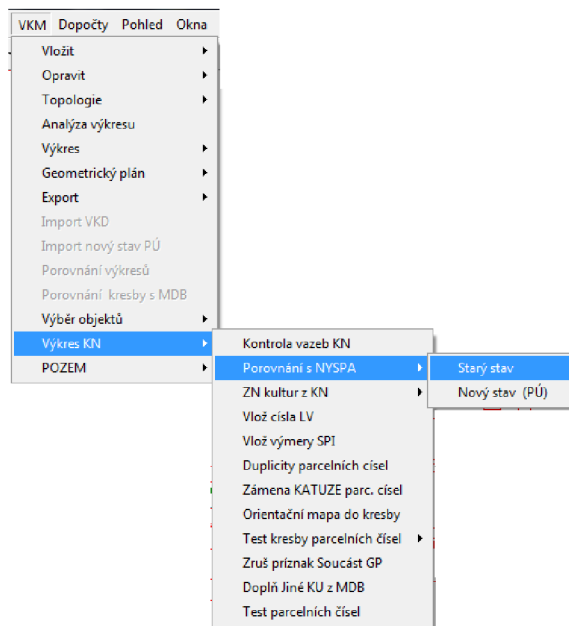 VKM Dopočty Pohled Okna
Vložit
Opravit
Topologie
Analýza výkresu
Výkres
Geometrický plán
Export
Import VKD
Import nový stav PÚ
Porovnání výkresů
Porovnání kresby s MDB
Výběr objektů
Výkres KN
POZEM
Kontrola vazeb KN
Porovnání s NYSPA
ZN kultur z KN
Vlož císla LV
Vlož výmery SPI
Duplicity parcelních císel
Zámena KATUZE parc. císel
Orientační mapa do kresby
Test kresby parcelních čísel
Zruš príznak Soucást GP
Doplň Jiné KU z MDB
Test parcelních čísel
Starý stav
Nový stav (PÚ)